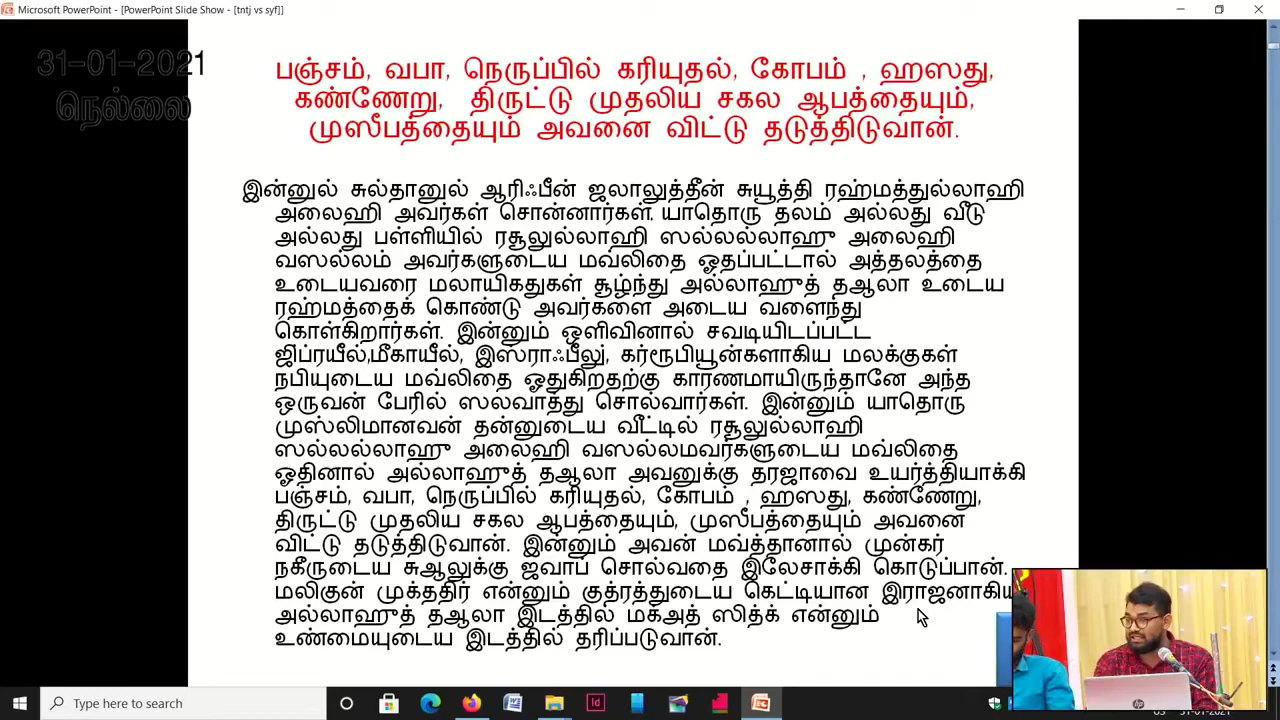 Microsoft PowerPoint - [PowerPoint Slide Show - [tntj vs syf]]
31-01-2021
நெல்லை
பஞ்சம், வபா, நெருப்பில் கரியுதல், கோபம் , ஹஸது,
கண்ணேறு, திருட்டு முதலிய சகல ஆபத்தையும்,
முஸீபத்தையும் அவனை விட்டு தடுத்திடுவான்.
இன்னுல் சுல்தானுல் ஆரிஃபீன் ஜலாலுத்தீன் சுயூத்தி ரஹ்மத்துல்லாஹி
அலைஹி அவர்கள் சொன்னார்கள். யாதொரு தலம் அல்லது வீடு
அல்லது பள்ளியில் ரசூலுல்லாஹி ஸல்லல்லாஹு அலைஹி
வஸல்லம் அவர்களுடைய மவ்லிதை ஓதப்பட்டால் அத்தலத்தை
உடையவரை மலாயிகதுகள் சூழ்ந்து அல்லாஹுத் தஆலா உடைய
ரஹ்மத்தைக் கொண்டு அவர்களை அடைய வளைந்து
கொள்கிறார்கள். இன்னும் ஒளிவினால் சவடியிடப்பட்ட
ஜிப்ரயீல்,மீகாயீல், இஸ்ராஃபீலு், கர்ரூபியூன்களாகிய மலக்குகள்
நபியுடைய மவ்லிதை ஓதுகிறதற்கு காரணமாயிருந்தானே அந்த
ஒருவன் பேரில் ஸலவாத்து சொல்வார்கள். இன்னும் யாதொரு
முஸ்லிமானவன் தன்னுடைய வீட்டில் ரசூலுல்லாஹி
ஸல்லல்லாஹு அலைஹி வஸல்லமவர்களுடைய மவ்லிதை
ஓதினால் அல்லாஹுத் தஆலா அவனுக்கு தரஜாவை உயர்த்தியாக்கி
பஞ்சம், வபா, நெருப்பில் கரியுதல், கோபம் , ஹஸது, கண்ணேறு,
திருட்டு முதலிய சகல ஆபத்தையும், முஸீபத்தையும் அவனை
விட்டு தடுத்திடுவான். இன்னும் அவன் மவ்த்தானால் முன்கர்
நகீருடைய சுஆலுக்கு ஜவாப் சொல்வதை இலேசாக்கி கொடுப்பான்.
மலிகுன் முக்ததிர் என்னும் குத்ரத்துடைய கெட்டியான இராஜனாகிய
அல்லாஹுத் தஆலா இடத்தில் மக்அத் ஸித்க் என்னும்
உண்மையுடைய இடத்தில் தரிப்படுவான்.
Type here to search